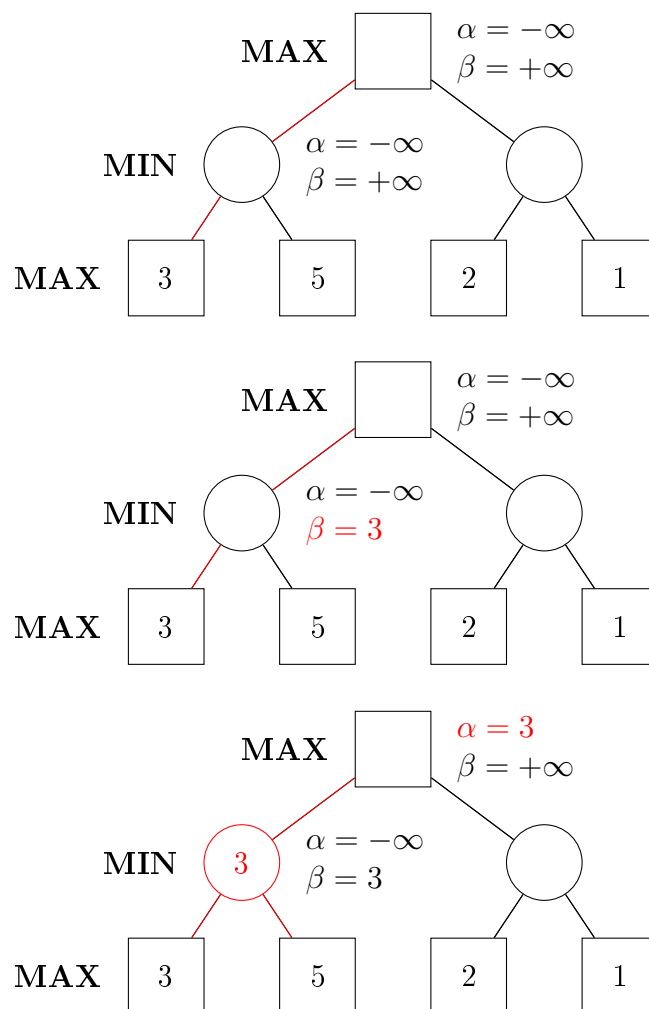 MAX
α = −∞
β = +∞
MIN
α = −∞
β = +∞
MAX 3 5 2 1
MAX
α = −∞
β = +∞
MIN
α = −∞
β = 3
MAX 3 5 2 1
MAX
α = 3
β = +∞
MIN 3
α = −∞
β = 3
MAX 3 5 2 1